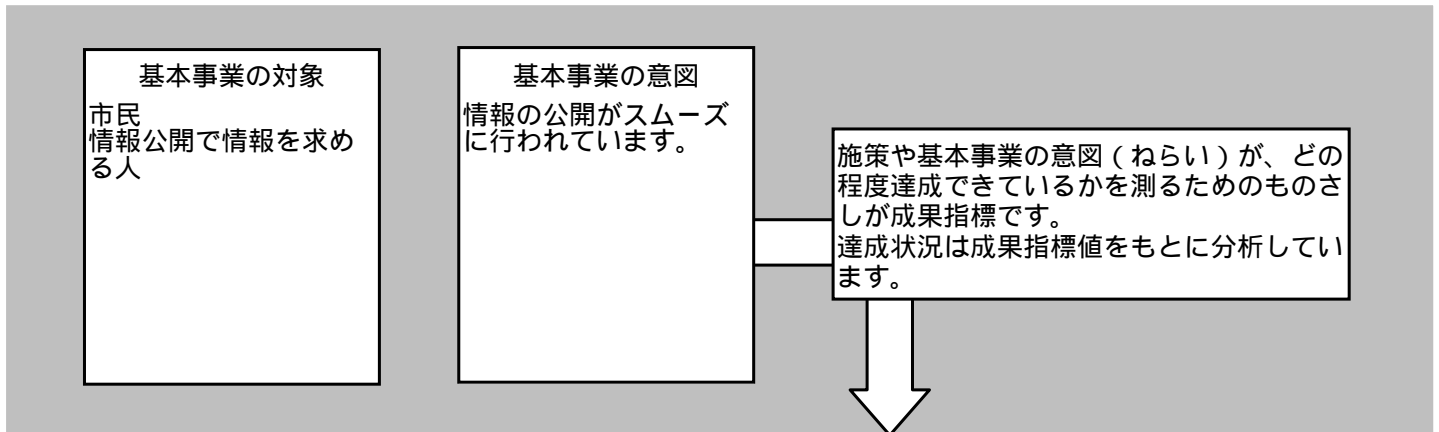 基本事業の対象
市民
情報公開で情報を求め
る人
基本事業の意図
情報の公開がスムーズ
に行われています。
施策や基本事業の意図(ねらい)が、どの
程度達成できているかを測るためのものさ
しが成果指標です。
達成状況は成果指標値をもとに分析してい
ます。